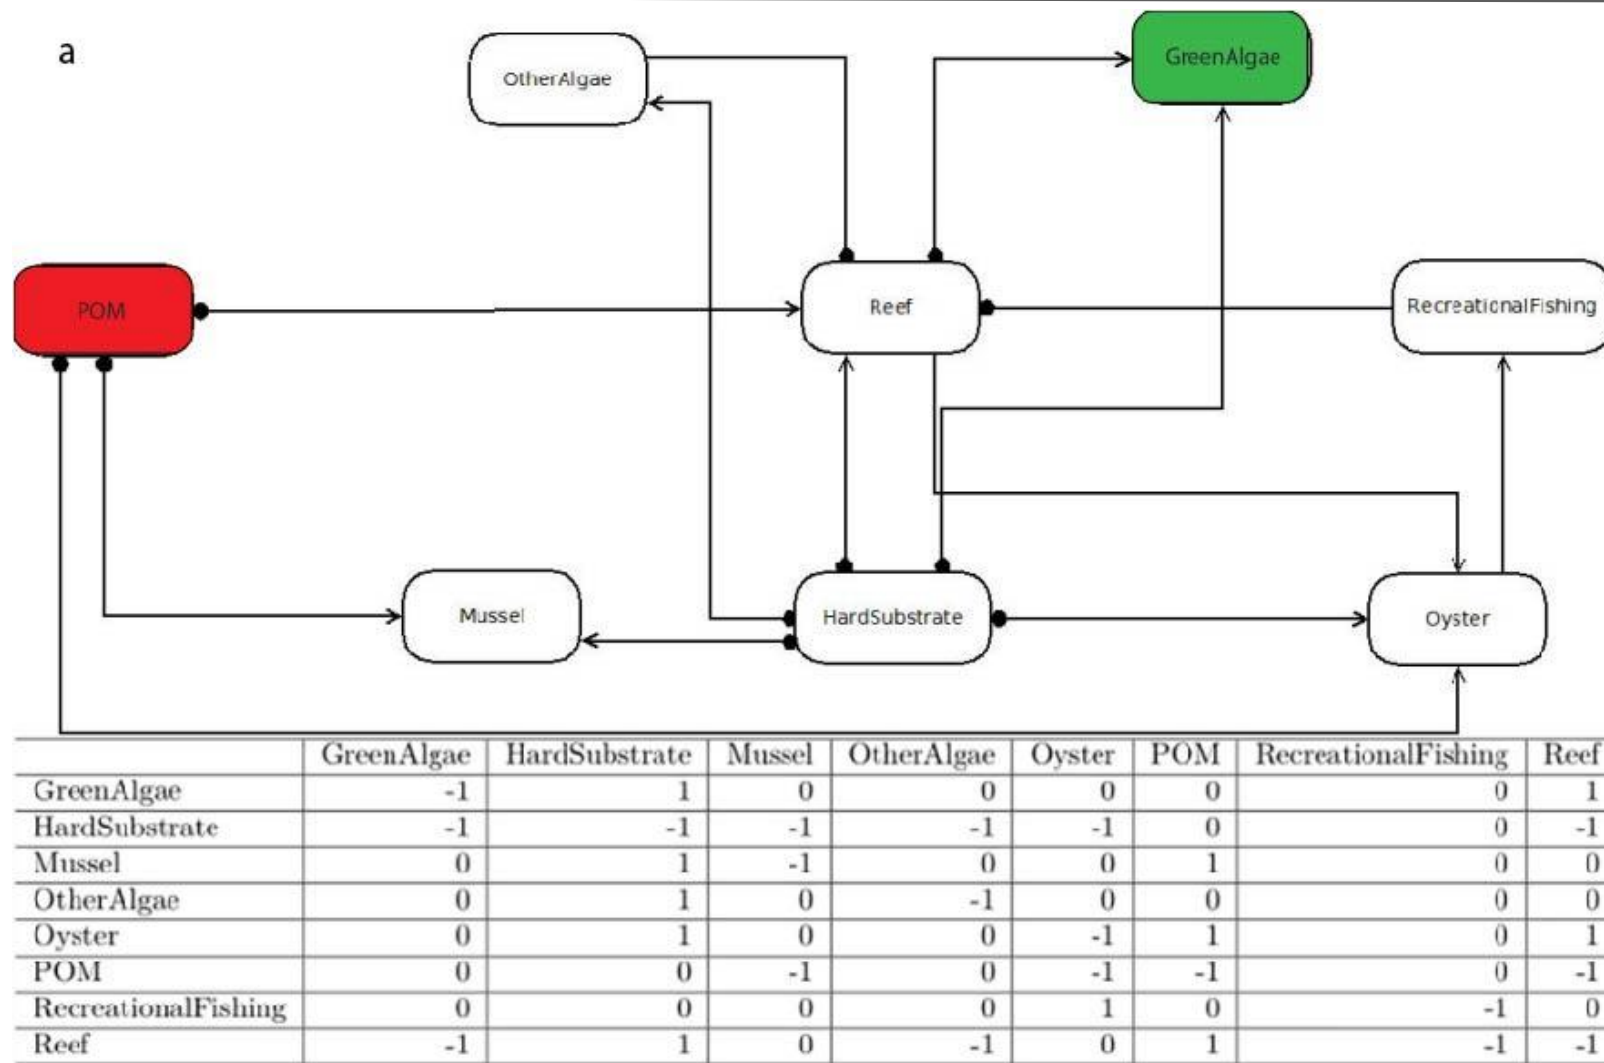 a
OtherAlgae
GreenAlgae
POM
Reef
RecreationalFishing
Mussel
HardSubstrate
Oyster
GreenAlgae HardSubstrate Mussel OtherAlgae Oyster POM RecreationalFishing Reef
GreenAlgae -1 1 0 0 0 0 0 1
HardSubstrate -1 -1 -1 -1 -1 0 0 -1
Mussel 0 1 -1 0 0 1 0 0
OtherAlgae 0 1 0 -1 0 0 0 0
Oyster 0 1 0 0 -1 1 0 1
POM 0 0 -1 0 -1 -1 0 -1
RecreationalFishing 0 0 0 0 1 0 -1 0
Reef -1 1 0 -1 0 1 -1 -1